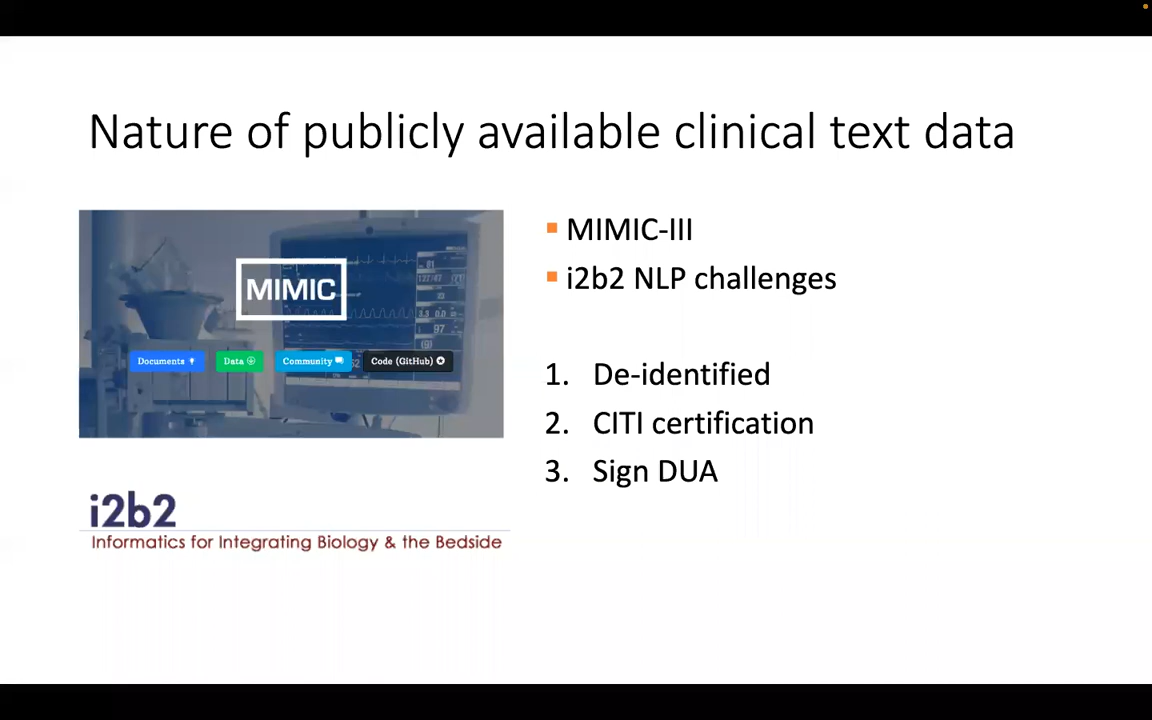 Nature of publicly available clinical text data
MIMIC
Documents
Data
Community
Code (GitHub)
▪ MIMIC-III
▪ i2b2 NLP challenges
1. De-identified
2. CITI certification
3. Sign DUA
i2b2
Informatics for Integrating Biology & the Bedside